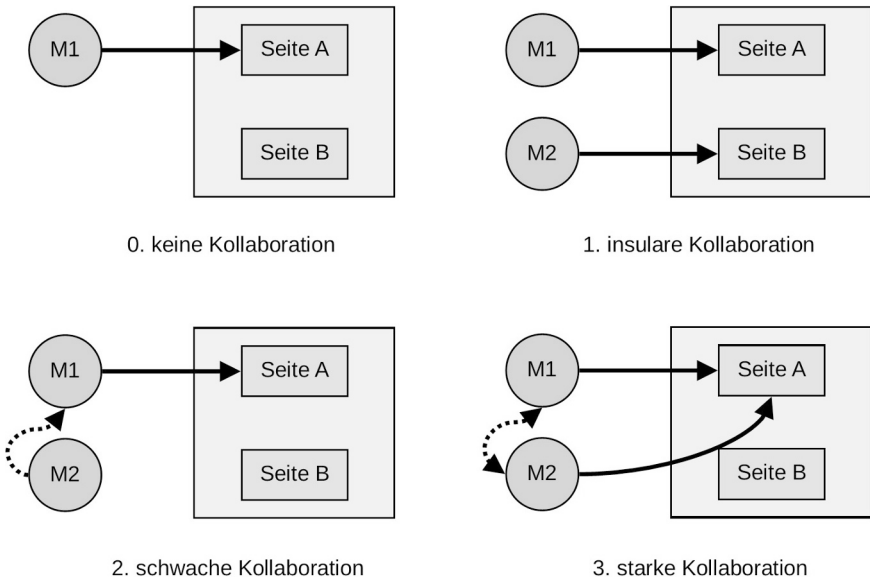 M1
Seite A
Seite B
0. keine Kollaboration
M1
Seite A
M2
Seite B
1. insulare Kollaboration
M1
Seite A
M2
Seite B
2. schwache Kollaboration
M1
Seite A
M2
Seite B
3. starke Kollaboration